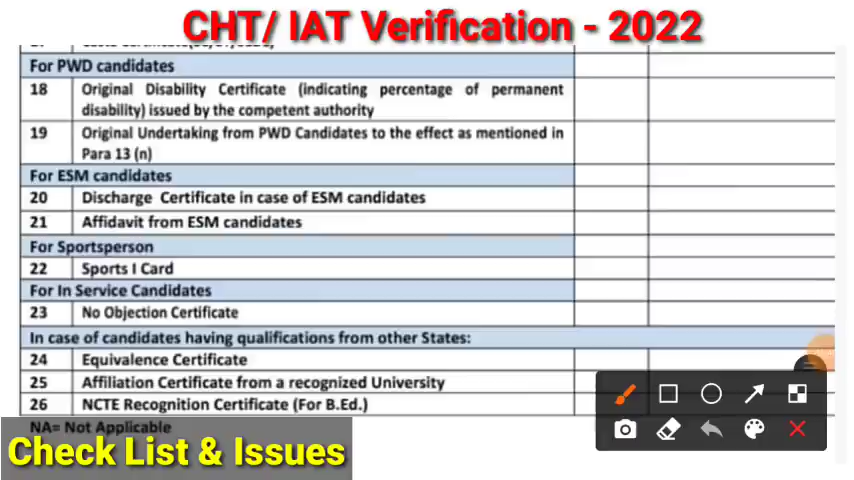 CHT/ IAT Verification - 2022
For PWD candidates
18 Original Disability Certificate (indicating percentage of permanent
disability) issued by the competent authority
19 Original Undertaking from PWD Candidates to the effect as mentioned in
Para 13 (n)
For ESM candidates
20 Discharge Certificate in case of ESM candidates
21 Affidavit from ESM candidates
For Sportsperson
22 Sports I Card
For In Service Candidates
23 No Objection Certificate
In case of candidates having qualifications from other States:
24 Equivalence Certificate
25 Affiliation Certificate from a recognized University
26 NCTE Recognition Certificate (For B.Ed.)
NA= Not Applicable
Check List & Issues